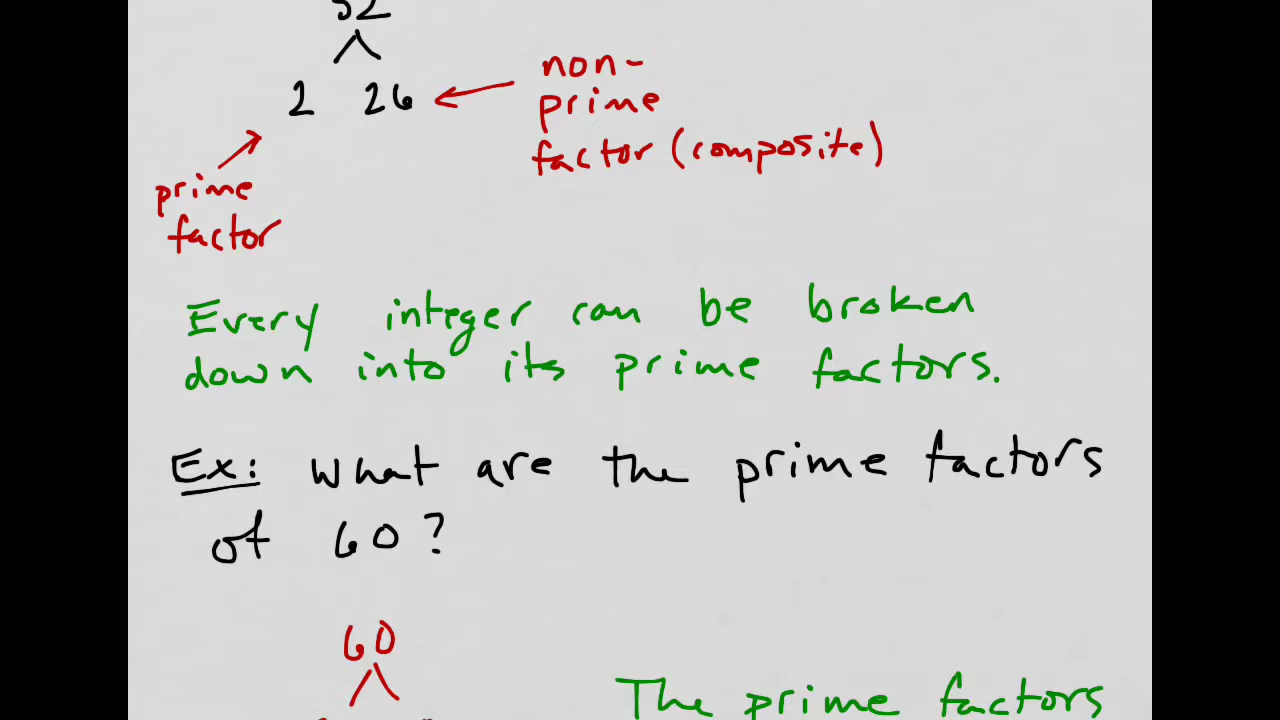 52
2 26
non-
prime
factor (composite)
prime
factor
Every integer can be broken
down into its prime factors.
Ex: What are the prime factors
of 60?
60
The prime factors